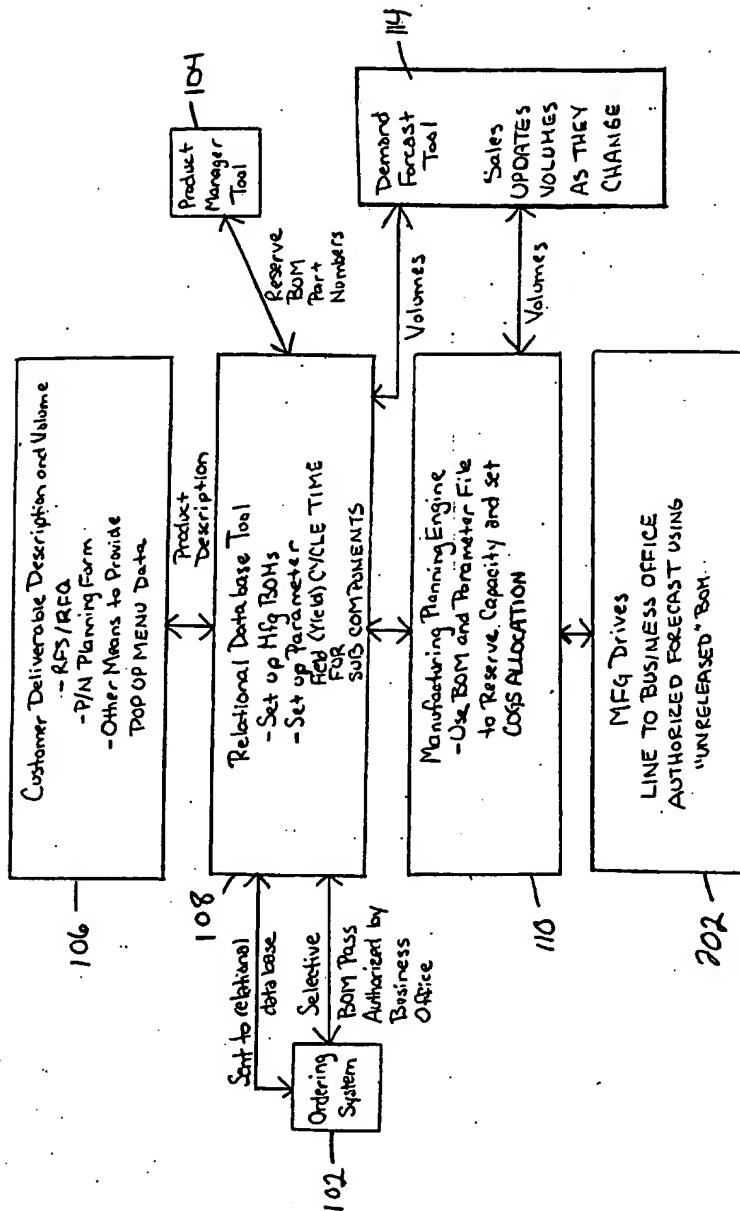 Customer Deliverable Description and Volume
- RFS/RFQ
- P/N Planning Form
- Other Means to Provide
POP UP MENU Data
106
Product
Description
Product
Manager
Tool
104
Reserve
BOM
Part
Numbers
Relational Database Tool
- Set up Mfg BOMs
- Set up Parameter
Field (Yield) CYCLE TIME
FOR
SUB COMPONENTS
108
Sent to relational
database
Selective
BOM Pass
Authorized by
Business
Office
Ordering
System
102
Volumes
Demand
Forcast
Tool
Sales
UPDATES
VOLUMES
AS THEY
CHANGE
114
Volumes
Manufacturing Planning Engine
- Use BOM and Parameter File
to Reserve Capacity and set
COGS ALLOCATION
110
MFG Drives
LINE TO BUSINESS OFFICE
AUTHORIZED FORECAST USING
"UNRELEASED" BOM...
202